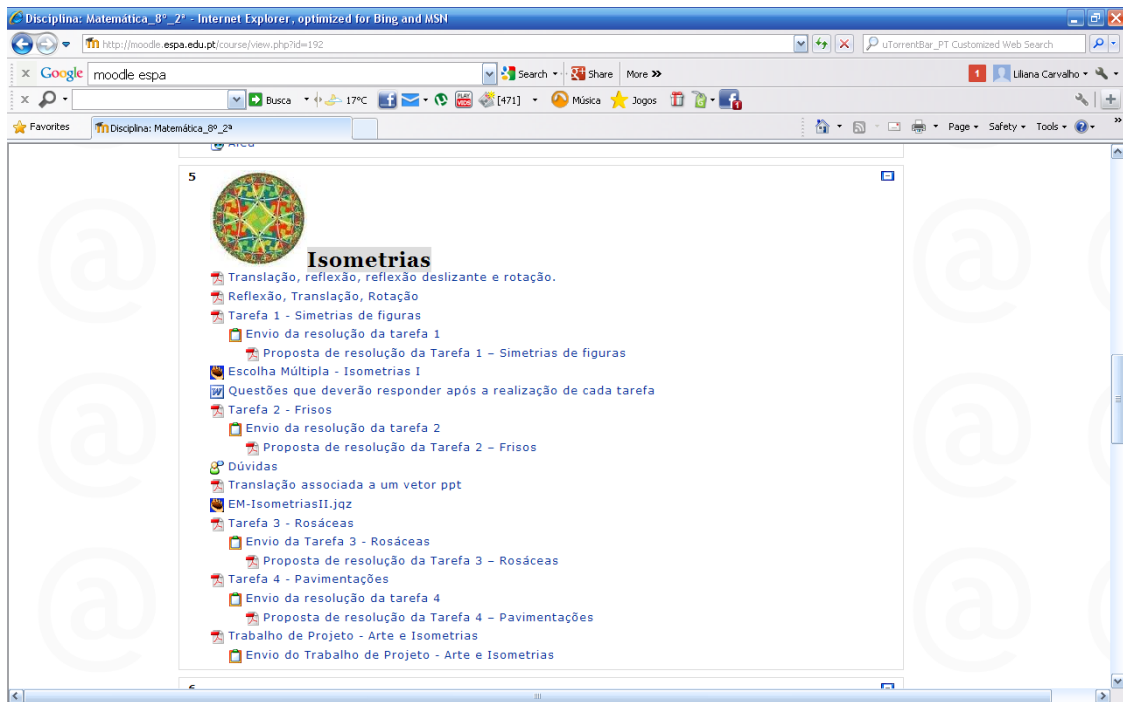 Disciplina: Matemática_8º_2ª - Internet Explorer, optimized for Bing and MSN
http://moodle.espa.edu.pt/course/view.php?id=192
uTorrentBar_PT Customized Web Search
x Google moodle espa Search Share More » 1 Liliana Carvalho
x Busca 17°C [471] Música Jogos
Favorites Disciplina: Matemática_8º_2ª Page Safety Tools
5
Isometrias
Translação, reflexão, reflexão deslizante e rotação.
Reflexão, Translação, Rotação
Tarefa 1 - Simetrias de figuras
Envio da resolução da tarefa 1
Proposta de resolução da Tarefa 1 – Simetrias de figuras
Escolha Múltipla - Isometrias I
Questões que deverão responder após a realização de cada tarefa
Tarefa 2 - Frisos
Envio da resolução da tarefa 2
Proposta de resolução da Tarefa 2 – Frisos
Dúvidas
Translação associada a um vetor ppt
EM-IsometriasII.jqz
Tarefa 3 - Rosáceas
Envio da Tarefa 3 - Rosáceas
Proposta de resolução da Tarefa 3 – Rosáceas
Tarefa 4 - Pavimentações
Envio da resolução da tarefa 4
Proposta de resolução da Tarefa 4 – Pavimentações
Trabalho de Projeto - Arte e Isometrias
Envio do Trabalho de Projeto - Arte e Isometrias